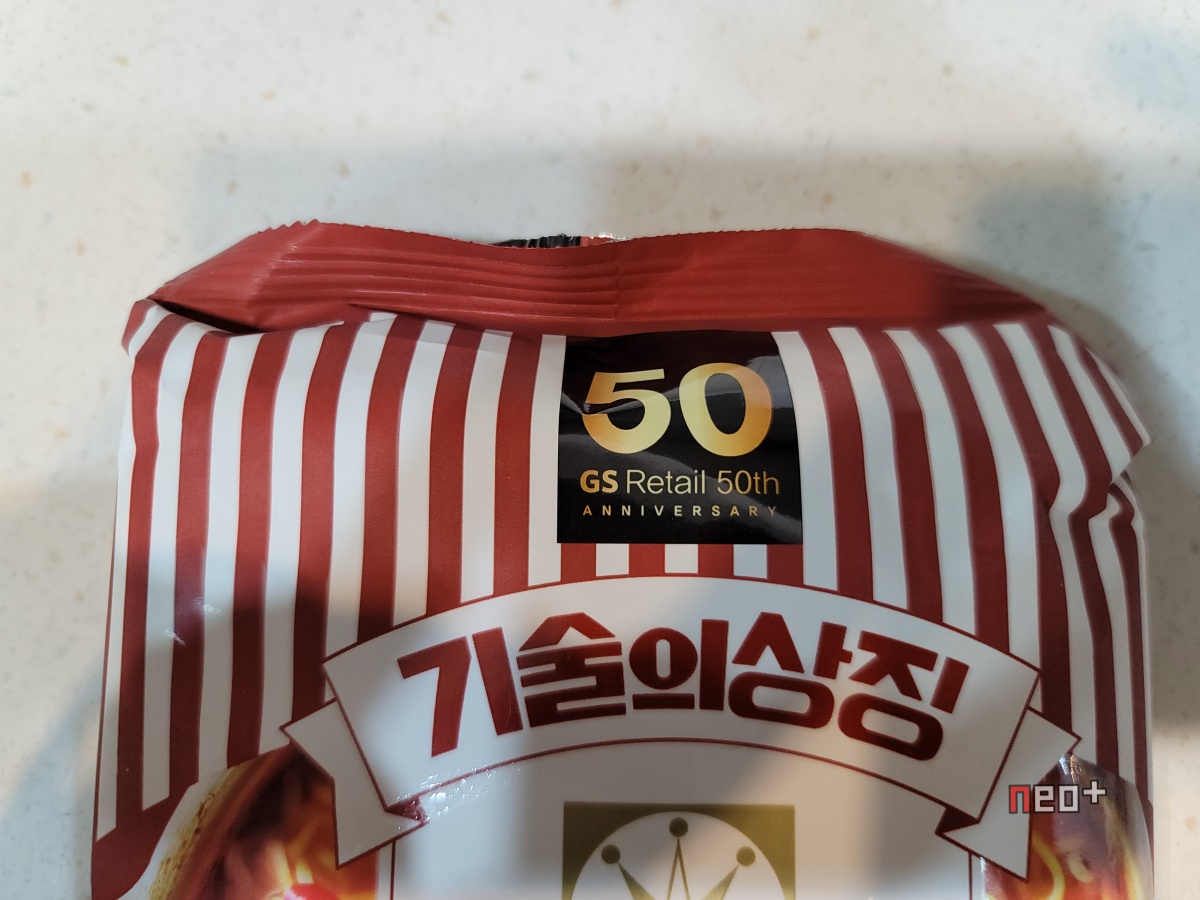 50
GS Retail 50th
ANNIVERSARY
기술의상징
neo+